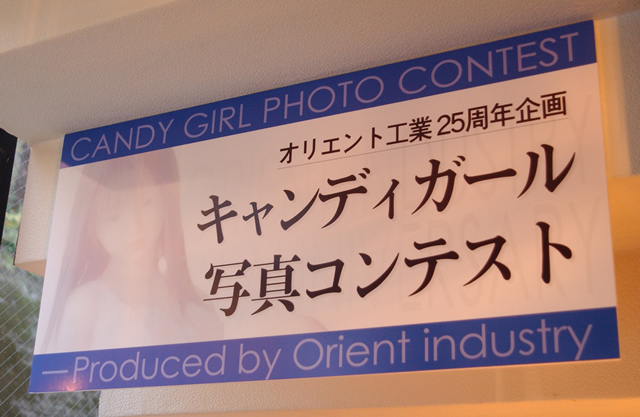 CANDY GIRL PHOTO CONTEST
オリエント工業25周年企画
キャンディガール
写真コンテスト
—Produced by Orient industry